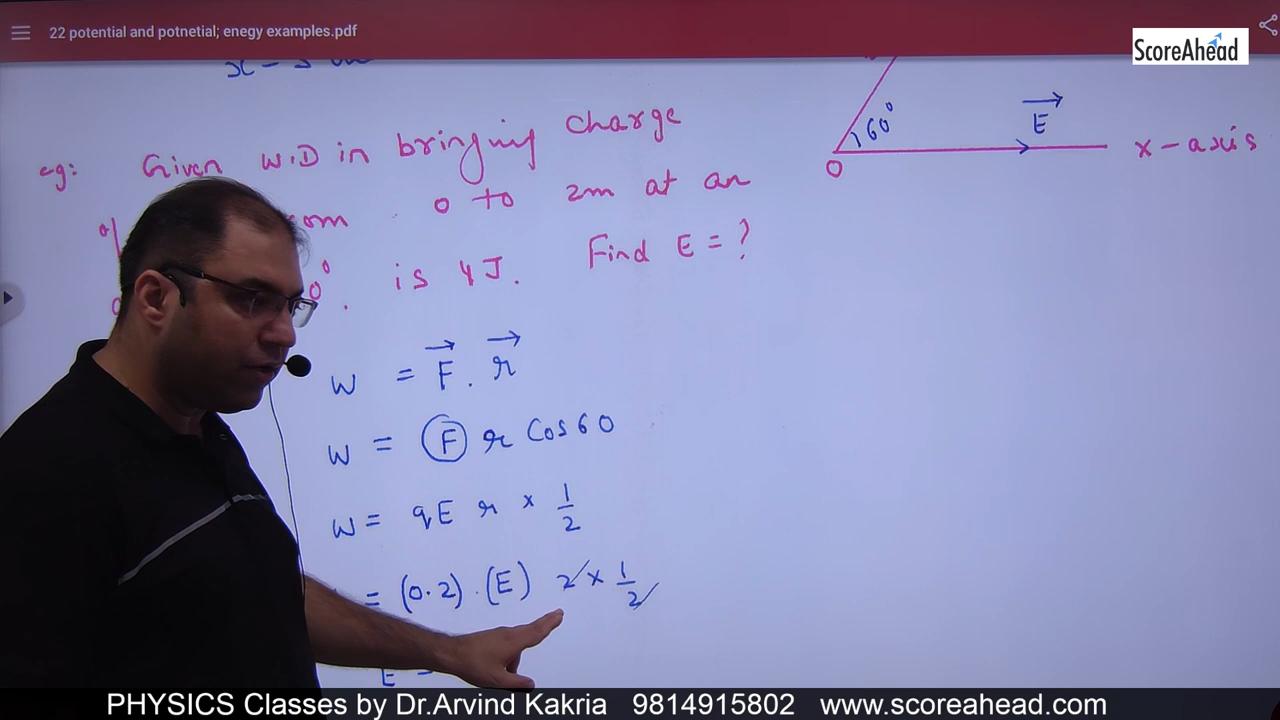 22 potential and potnetial; enegy examples.pdf
ScoreAhead
60°
E
O
x-axis
eg: Given W.D in bringing charge
0 to 2m at an
is 4J. Find E = ?
W = F . r
W = F r Cos 60
W = qE r × 1/2
= (0.2) . (E) 2 × 1/2
E =
PHYSICS Classes by Dr.Arvind Kakria 9814915802 www.scoreahead.com